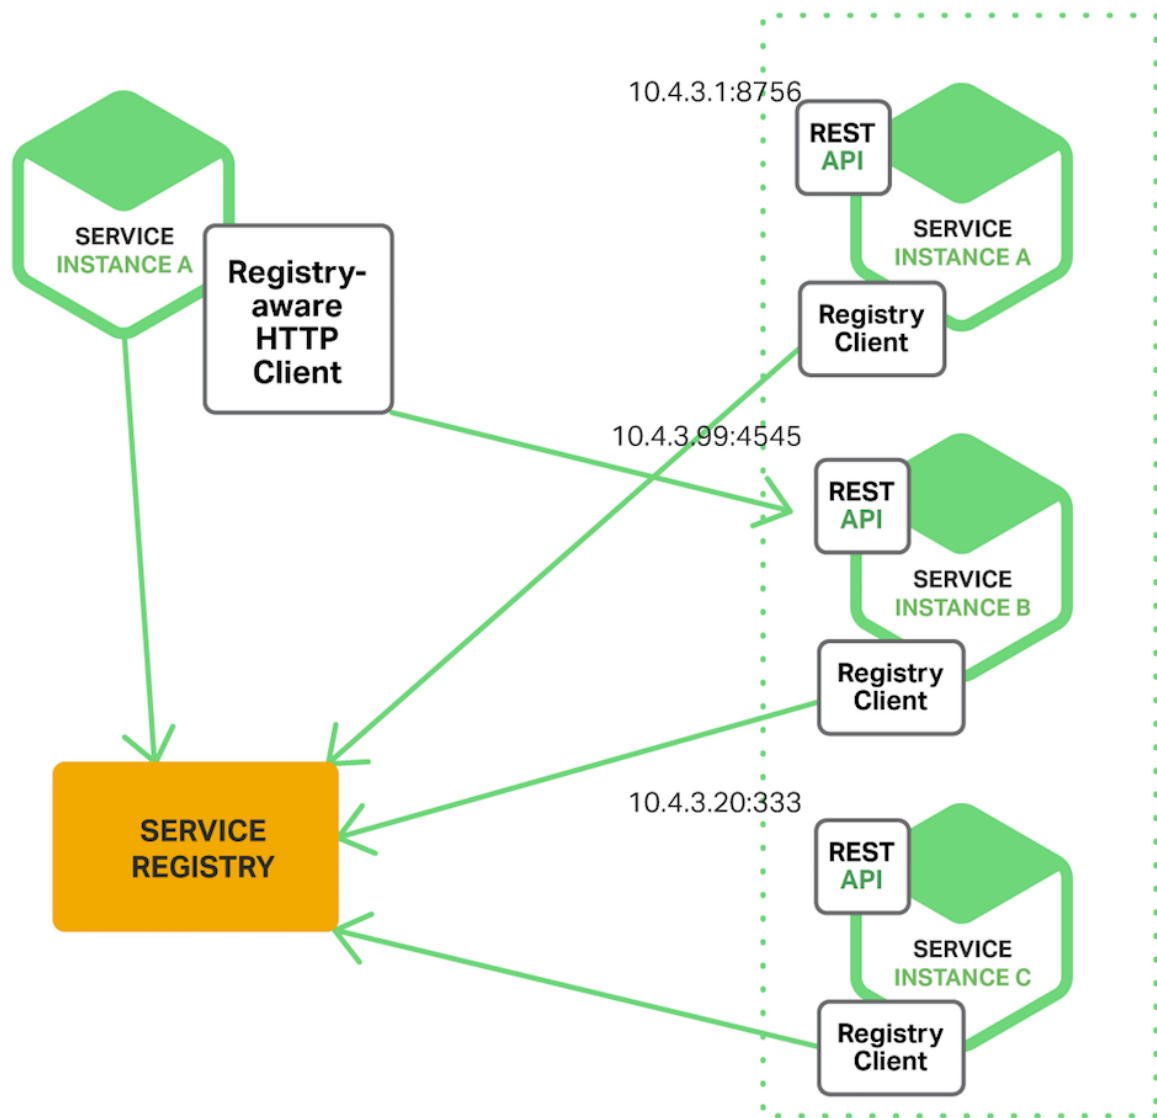 10.4.3.1:8756
REST
API
SERVICE
INSTANCE A
SERVICE
INSTANCE A
Registry-
aware
HTTP
Client
Registry
Client
10.4.3.99:4545
REST
API
SERVICE
INSTANCE B
Registry
Client
10.4.3.20:333
SERVICE
REGISTRY
REST
API
SERVICE
INSTANCE C
Registry
Client